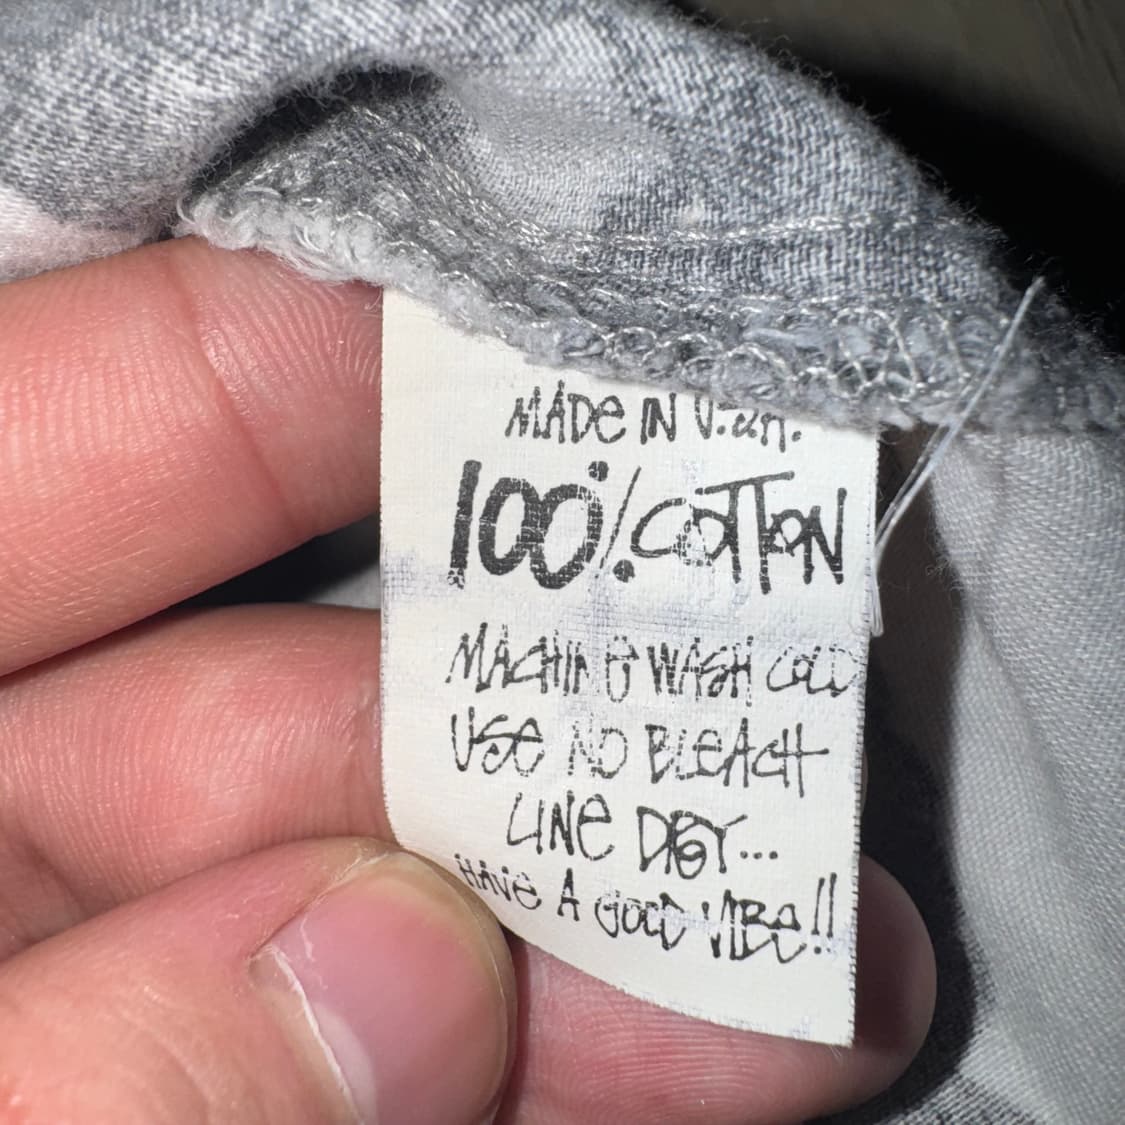 MADE IN U.S.A.
100% COTTON
MACHINE WASH COLD
USE NO BLEACH
LINE DRY...
HAVE A GOOD VIBE!!